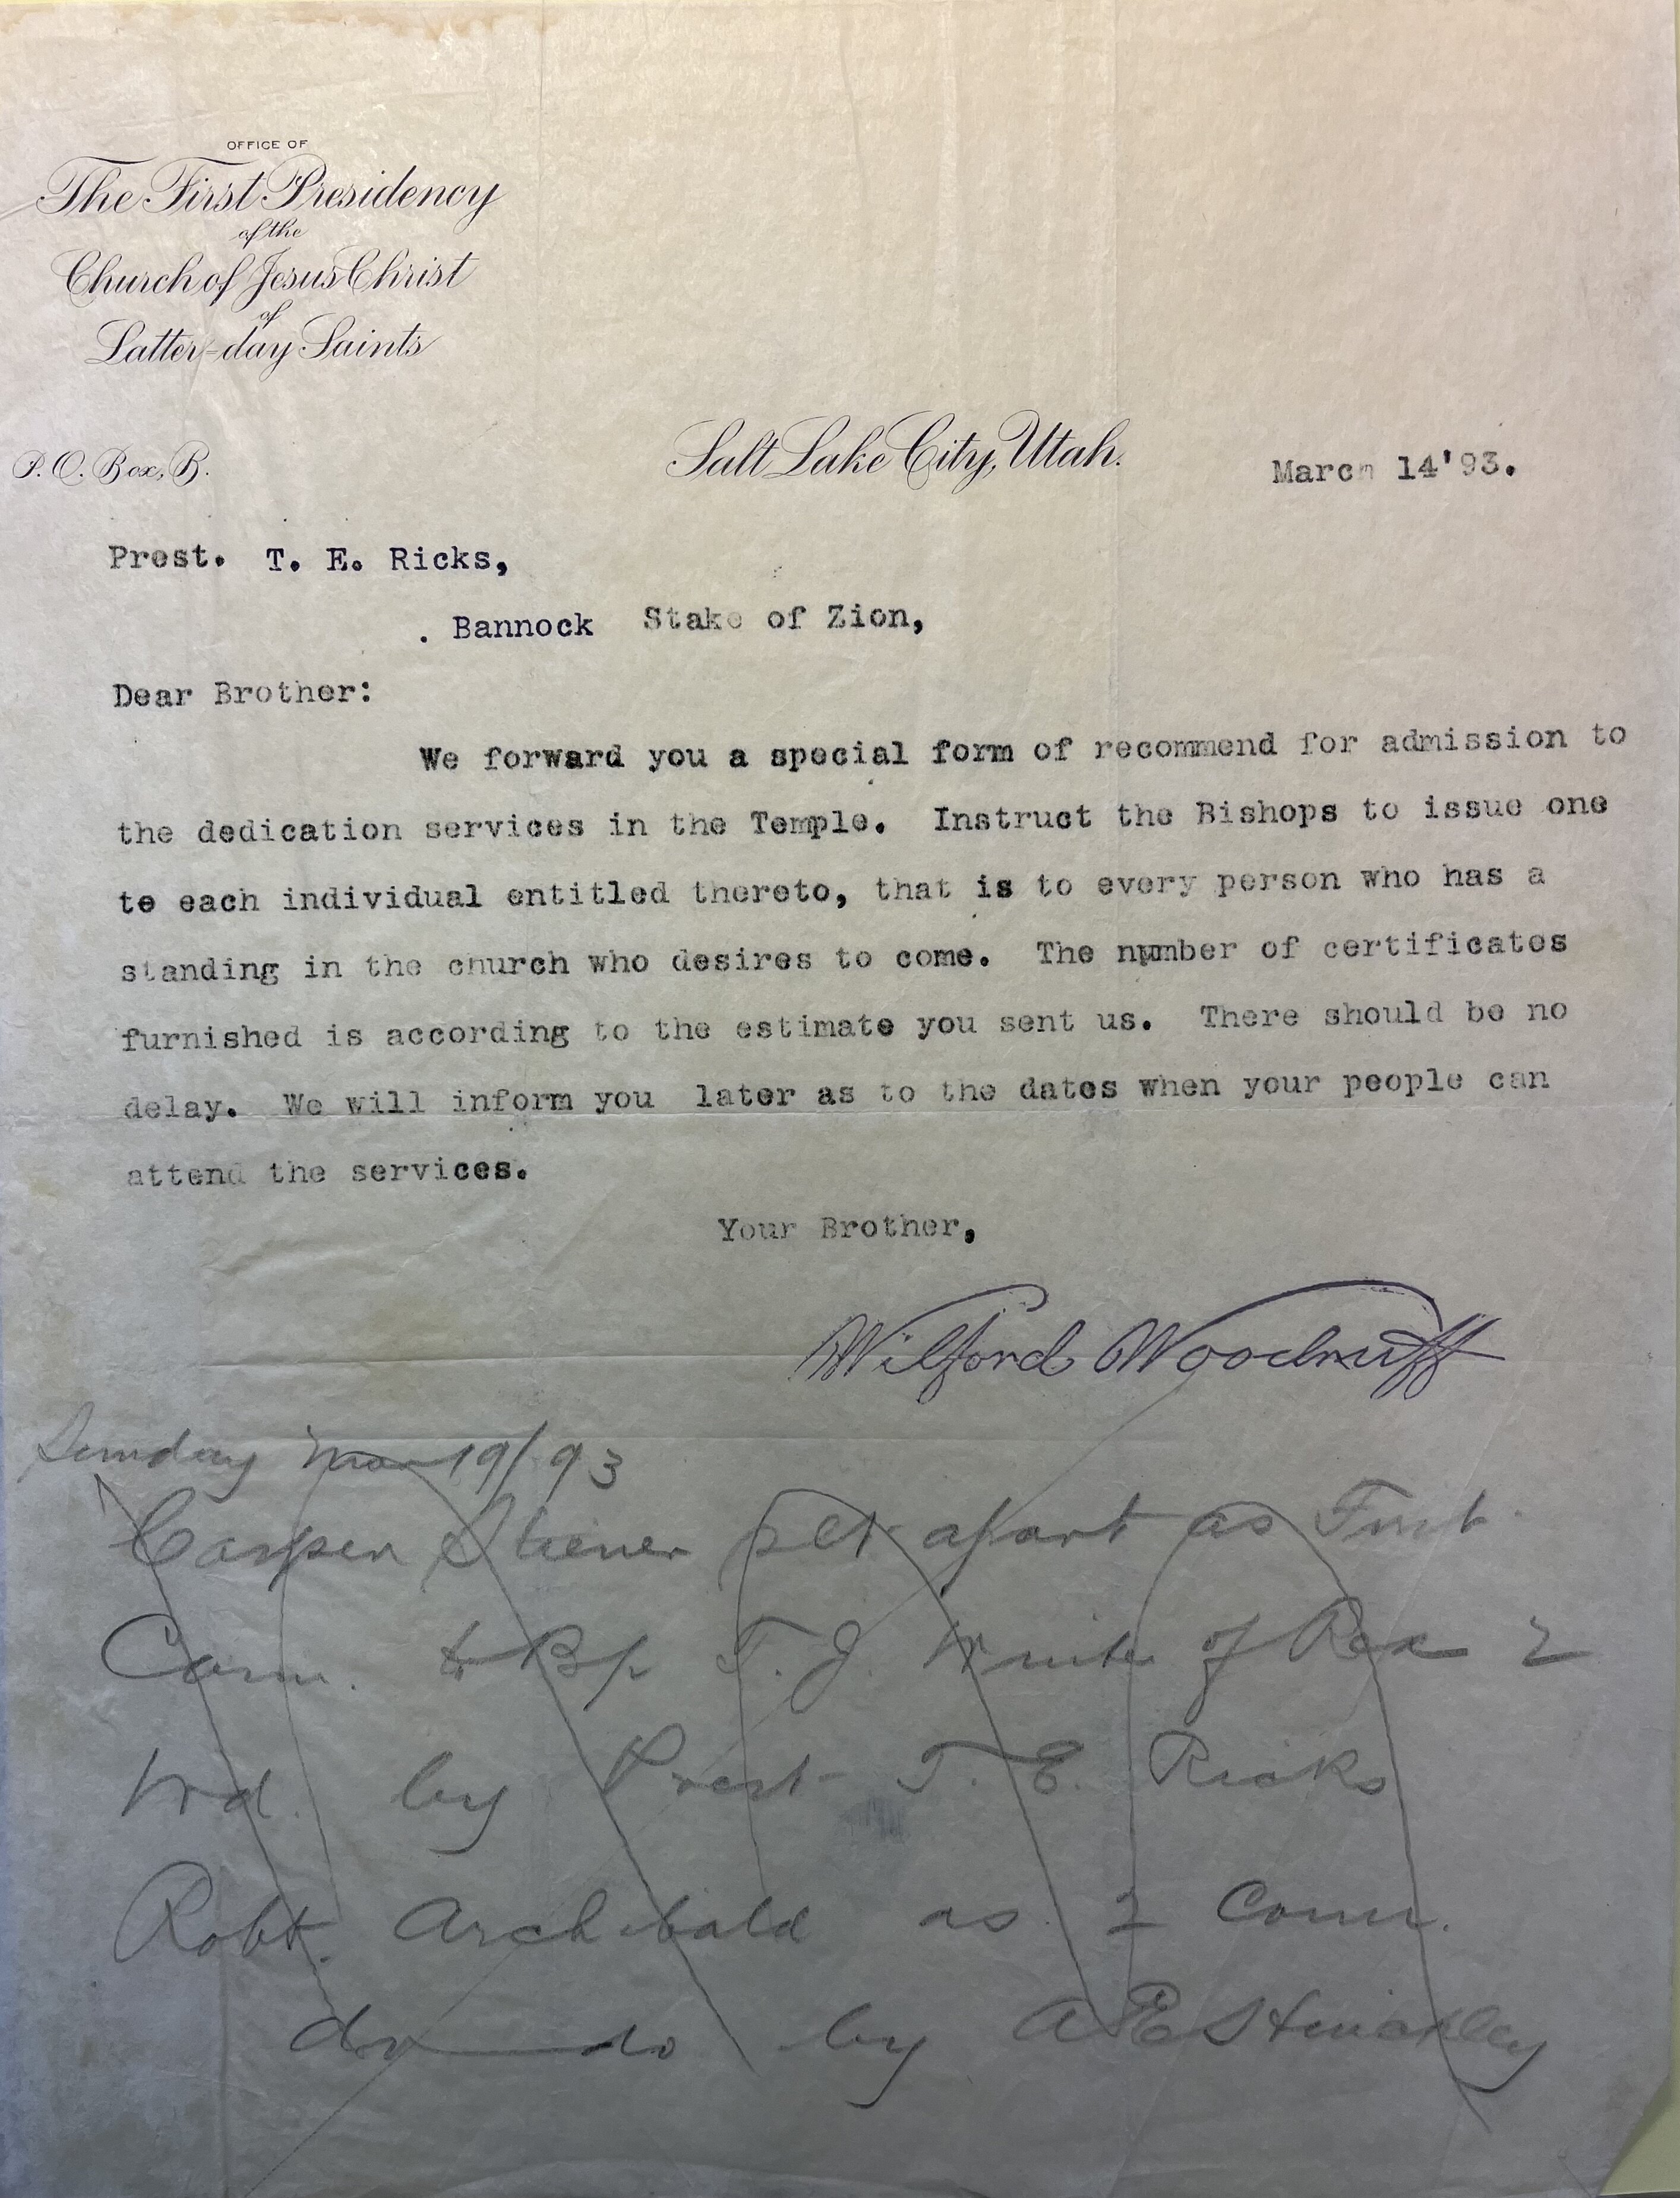 OFFICE OF
The First Presidency
of the
Church of Jesus Christ
of
Latter-day Saints
P.O. Box, B.
Salt Lake City, Utah.
March 14'93.
Prest. T. E. Ricks,
. Bannock Stake of Zion,
Dear Brother:
We forward you a special form of recommend for admission to
the dedication services in the Temple. Instruct the Bishops to issue one
to each individual entitled thereto, that is to every person who has a
standing in the church who desires to come. The number of certificates
furnished is according to the estimate you sent us. There should be no
delay. We will inform you later as to the dates when your people can
attend the services.
Your Brother,
Wilford Woodruff
Sunday Mar 19/93
Casper Stiener set apart as First
Coun. to Bp T. J. of Rex 2
Wd. by Prest T. E. Ricks
Robt. Archibald as 2 Coun.
do do by A E